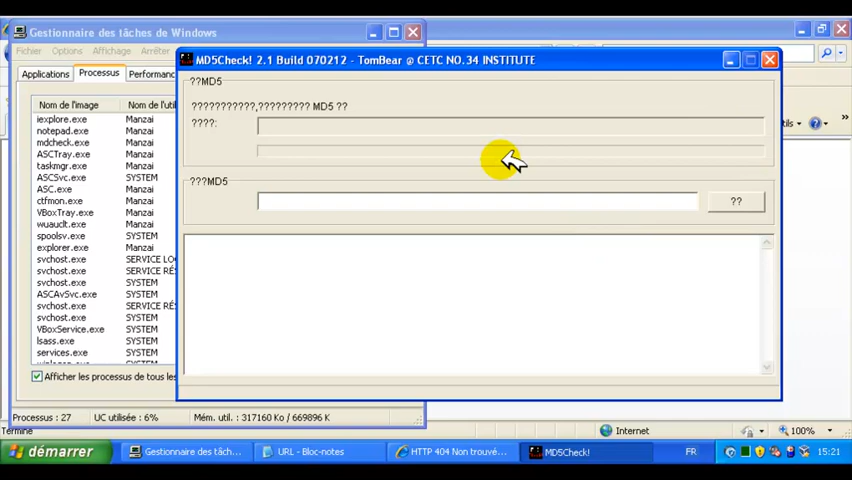 Gestionnaire des tâches de Windows
Fichier Options Affichage Arrêter
Applications Processus Performanc
Nom de l'image Nom de l'utili
iexplore.exe Manzai
notepad.exe Manzai
mdcheck.exe Manzai
ASCTray.exe Manzai
taskmgr.exe Manzai
ASCSvc.exe SYSTEM
ASC.exe Manzai
ctfmon.exe Manzai
VBoxTray.exe Manzai
wuauclt.exe Manzai
spoolsv.exe SYSTEM
explorer.exe Manzai
svchost.exe SERVICE LO
svchost.exe SERVICE RÉS
svchost.exe SYSTEM
ASCAvSvc.exe SYSTEM
svchost.exe SERVICE RÉS
svchost.exe SYSTEM
VBoxService.exe SYSTEM
lsass.exe SYSTEM
services.exe SYSTEM
Afficher les processus de tous les
Processus : 27 UC utilisée : 6% Mém. util. : 317160 Ko / 669896 K
MD5Check! 2.1 Build 070212 - TomBear @ CETC NO.34 INSTITUTE
??MD5
???????????,????????? MD5 ??
????:
???MD5
??
Terminé Internet 100%
démarrer Gestionnaire des tâch... URL - Bloc-notes HTTP 404 Non trouvé... MD5Check! FR 15:21